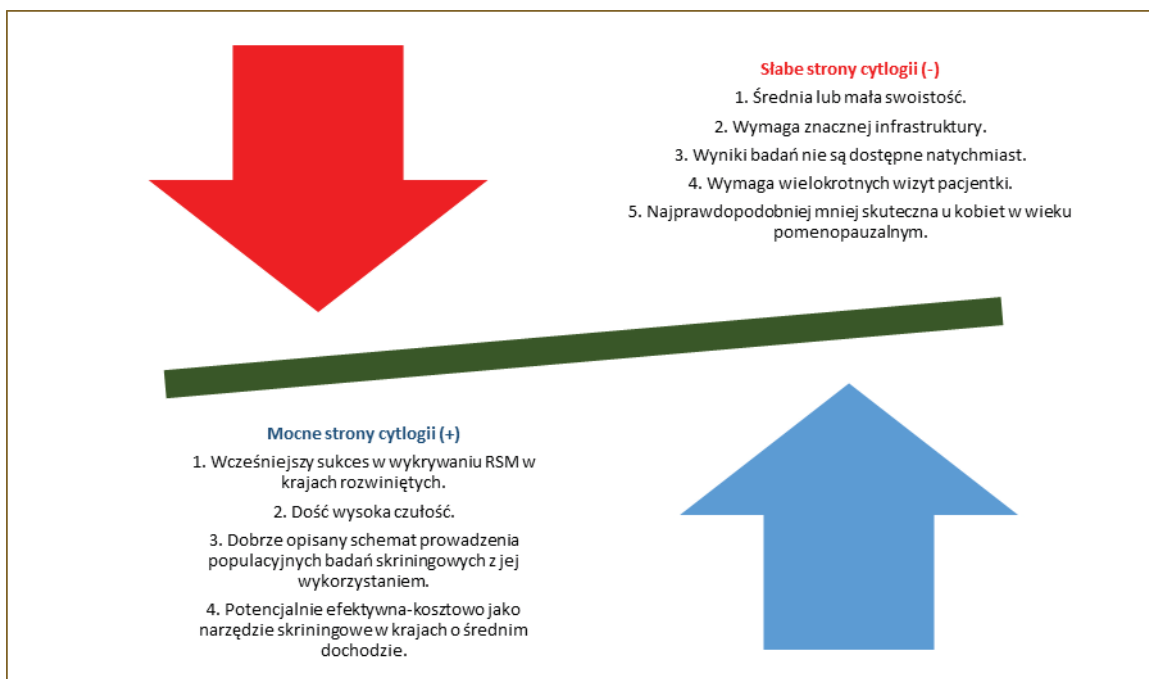 Słabe strony cytlogii (-)
1. Średnia lub mała swoistość.
2. Wymaga znacznej infrastruktury.
3. Wyniki badań nie są dostępne natychmiast.
4. Wymaga wielokrotnych wizyt pacjentki.
5. Najprawdopodobniej mniej skuteczna u kobiet w wieku
pomenopauzalnym.
Mocne strony cytlogii (+)
1. Wcześniejszy sukces w wykrywaniu RSM w
krajach rozwiniętych.
2. Dość wysoka czułość.
3. Dobrze opisany schemat prowadzenia
populacyjnych badań skriningowych z jej
wykorzystaniem.
4. Potencjalnie efektywna-kosztowo jako
narzędzie skriningowe w krajach o średnim
dochodzie.